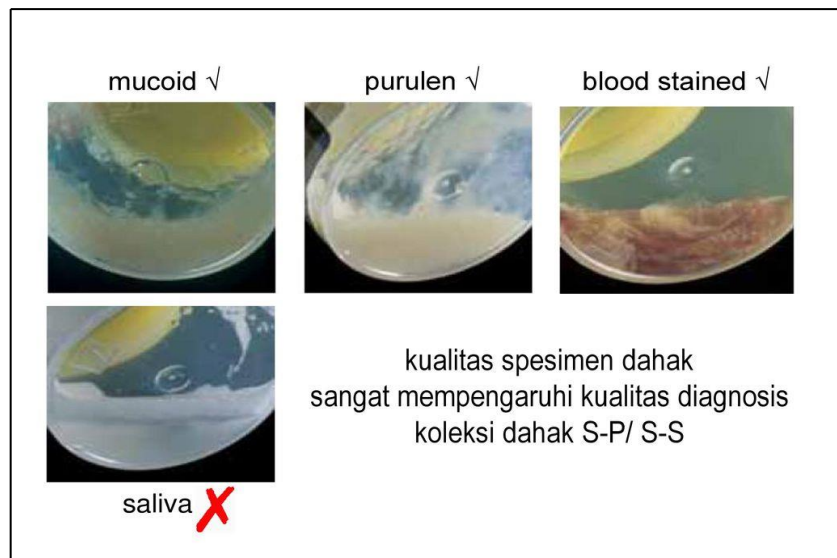 mucoid √
purulen √
blood stained √
saliva ✗
kualitas spesimen dahak
sangat mempengaruhi kualitas diagnosis
koleksi dahak S-P/ S-S